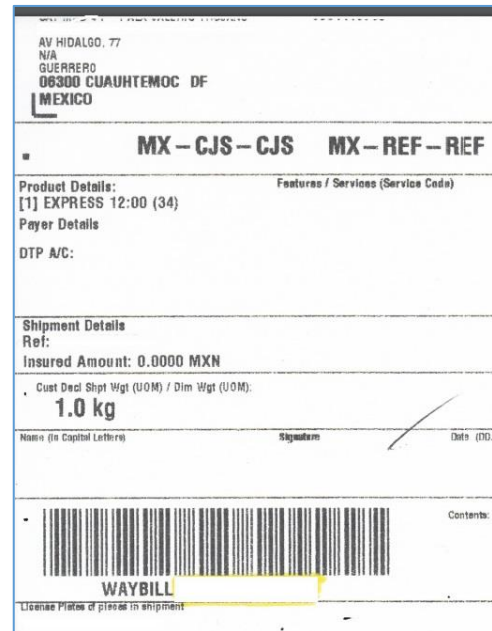 AV HIDALGO, 77
N/A
GUERRERO
06300 CUAUHTEMOC DF
MEXICO
MX-CJS-CJS MX-REF-REF
Product Details: Features / Services (Service Code)
[1] EXPRESS 12:00 (34)
Payer Details
DTP A/C:
Shipment Details
Ref:
Insured Amount: 0.0000 MXN
Cust Decl Shpt Wgt (UOM) / Dim Wgt (UOM):
1.0 kg
Name (In Capital Letters) Signature Date (DD.
Contents:
WAYBILL
License Plates of pieces in shipment